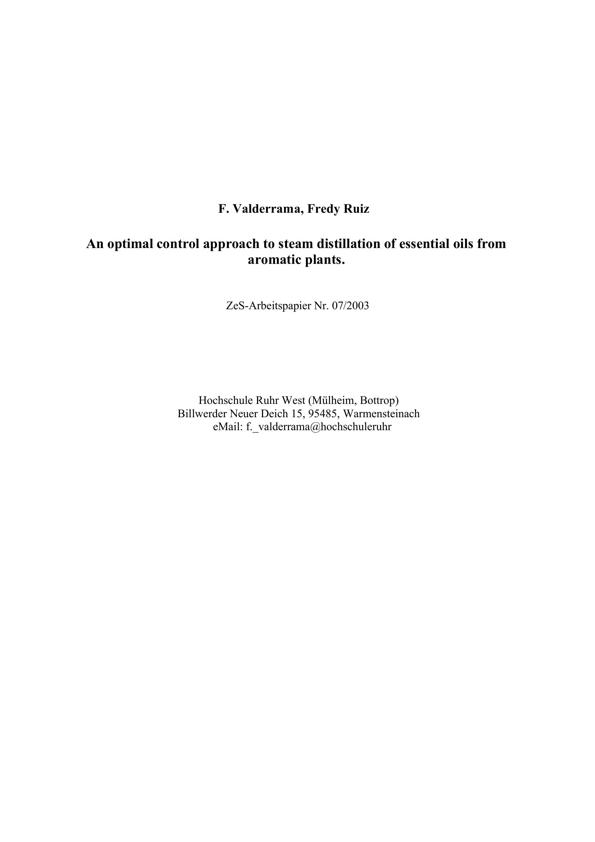 F. Valderrama, Fredy Ruiz
An optimal control approach to steam distillation of essential oils from
aromatic plants.
ZeS-Arbeitspapier Nr. 07/2003
Hochschule Ruhr West (Mülheim, Bottrop)
Billwerder Neuer Deich 15, 95485, Warmensteinach
eMail: f._valderrama@hochschuleruhr